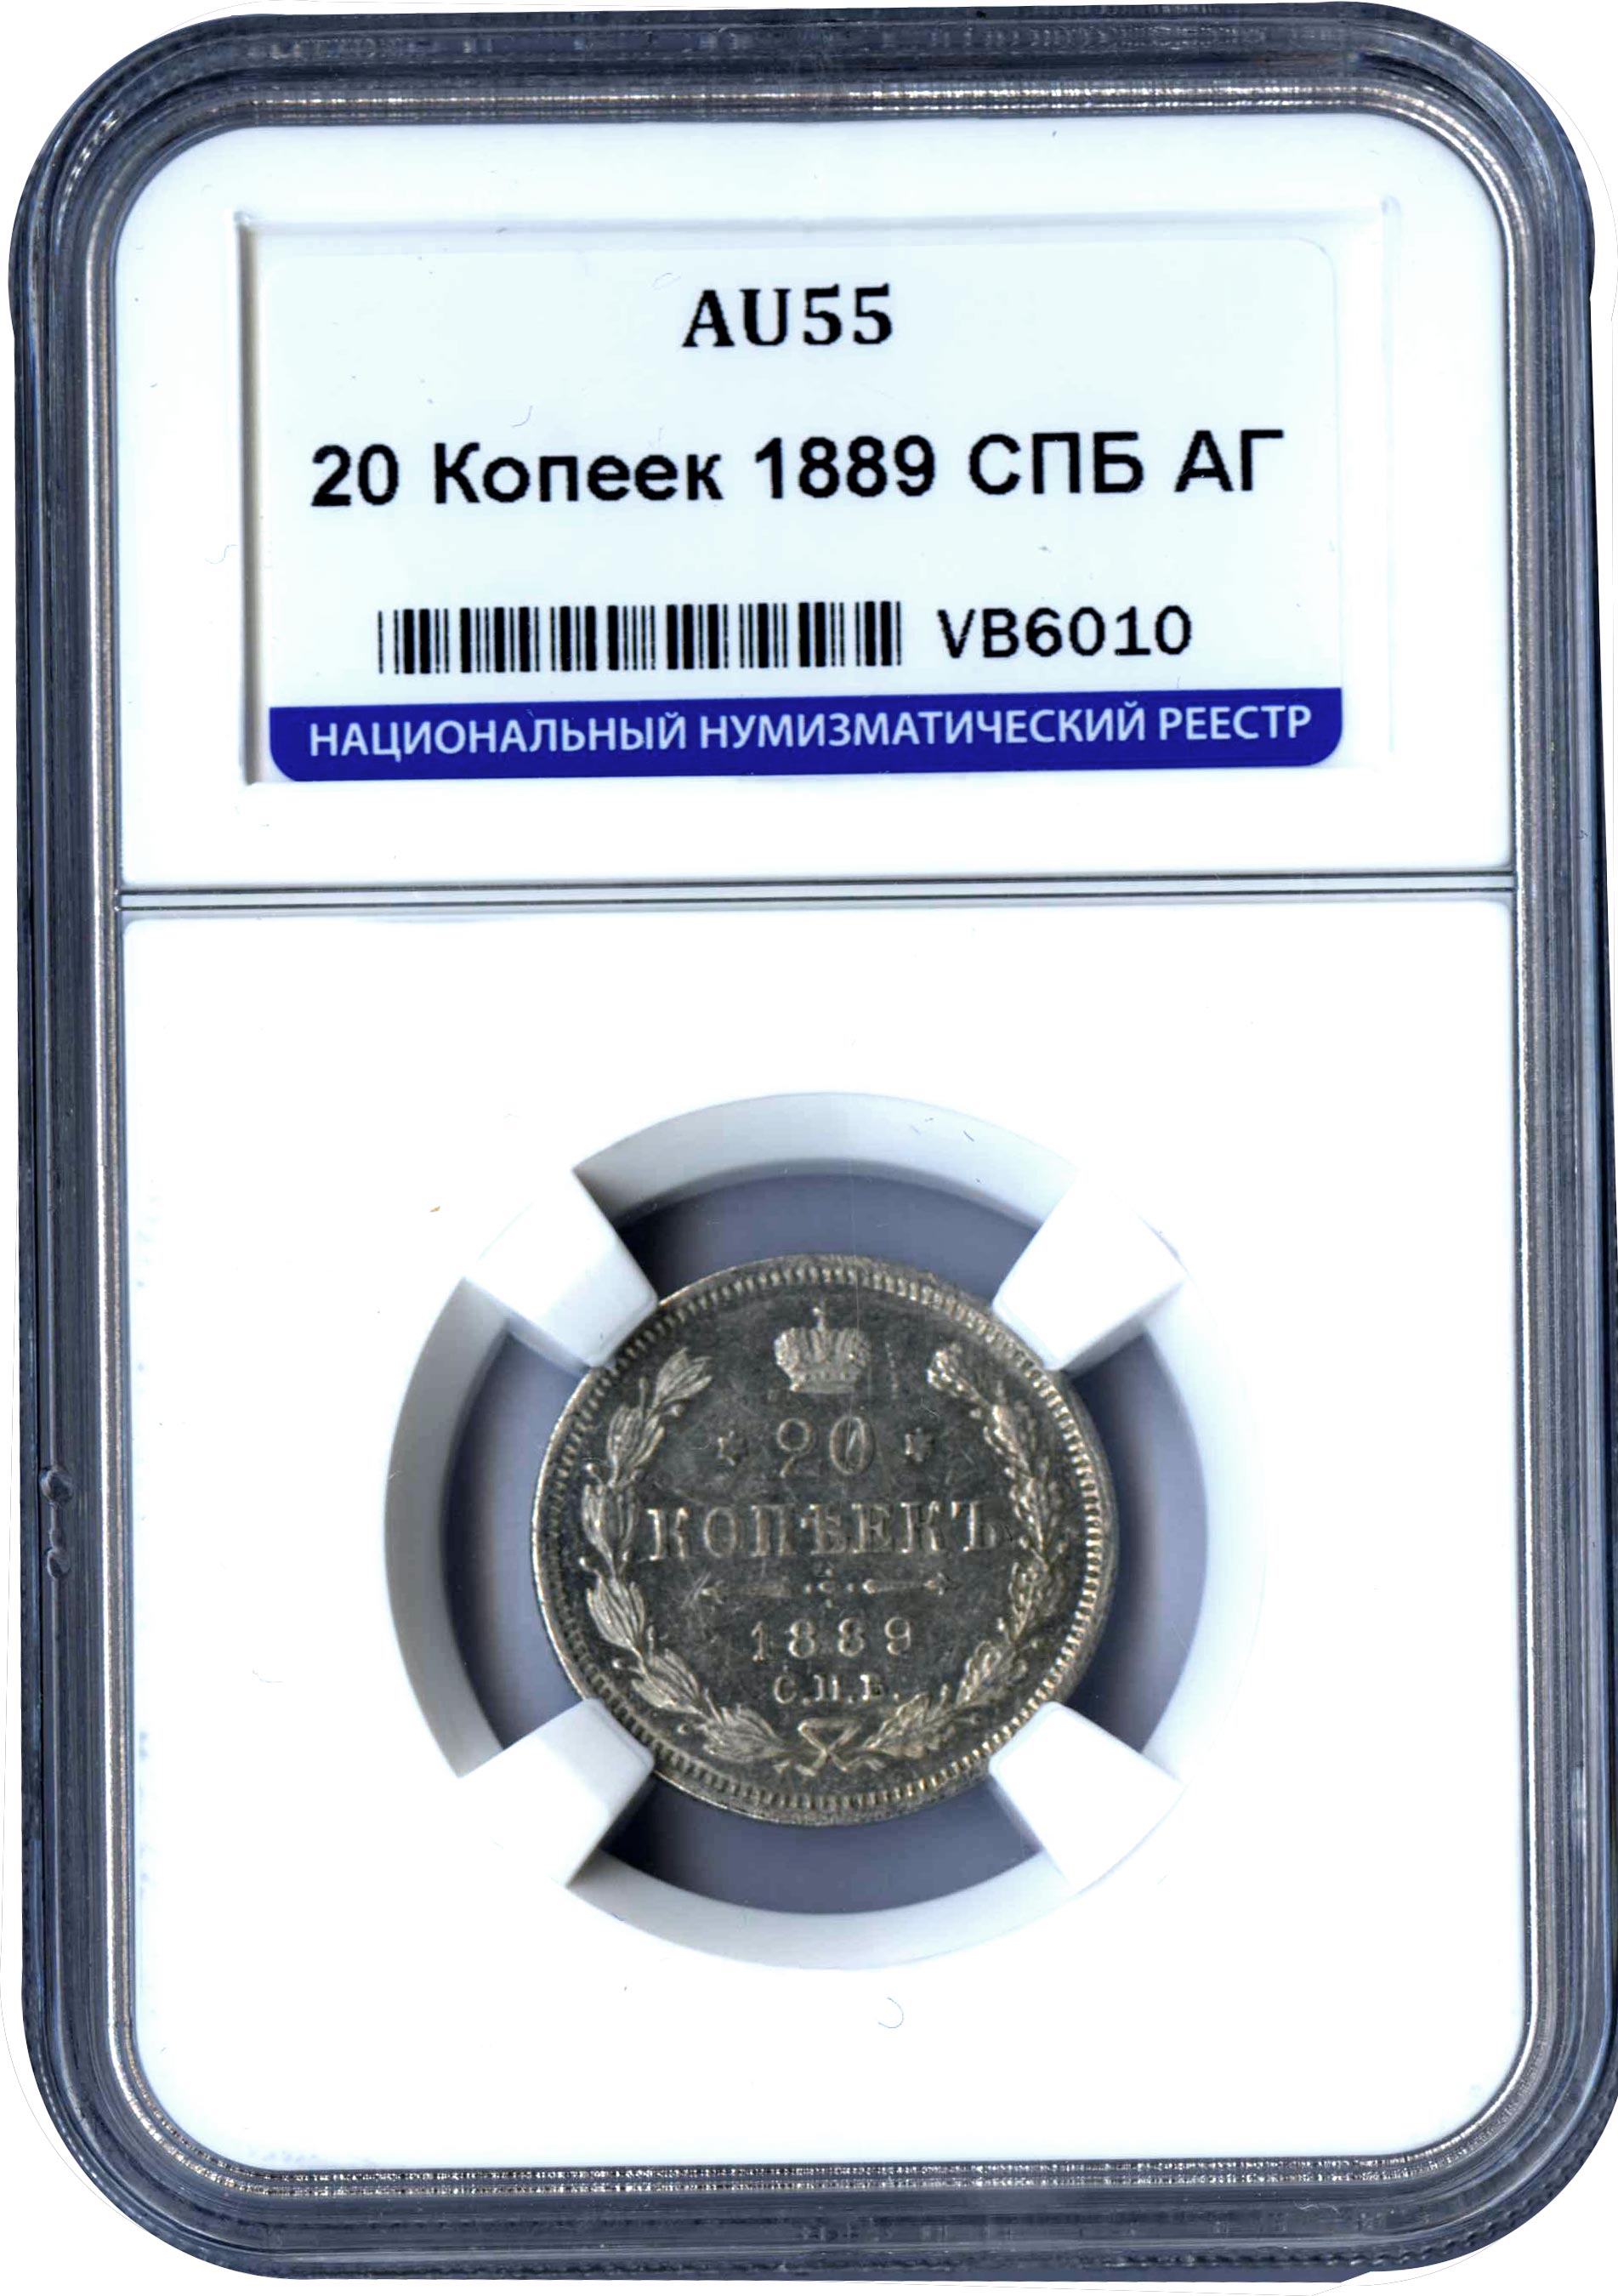 AU55
20 Копеек 1889 СПБ АГ
VB6010
НАЦИОНАЛЬНЫЙ НУМИЗМАТИЧЕСКИЙ РЕЕСТР
20
КОПѢЕКЪ
1889
С.П.Б.